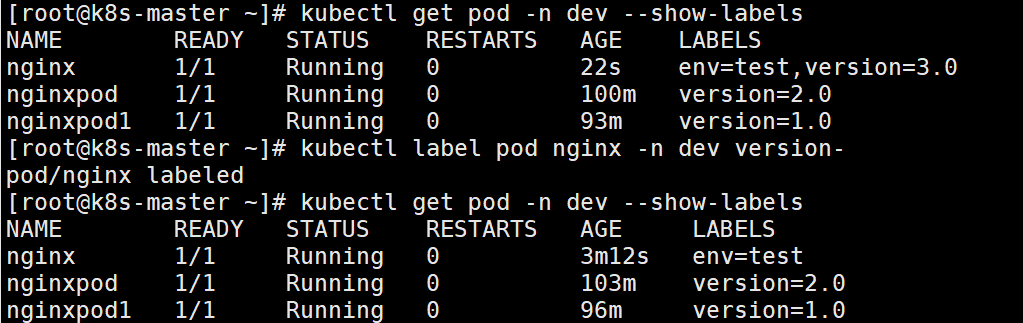 [root@k8s-master ~]# kubectl get pod -n dev --show-labels
NAME        READY   STATUS    RESTARTS   AGE    LABELS
nginx       1/1     Running   0          22s    env=test,version=3.0
nginxpod    1/1     Running   0          100m   version=2.0
nginxpod1   1/1     Running   0          93m    version=1.0
[root@k8s-master ~]# kubectl label pod nginx -n dev version-
pod/nginx labeled
[root@k8s-master ~]# kubectl get pod -n dev --show-labels
NAME        READY   STATUS    RESTARTS   AGE     LABELS
nginx       1/1     Running   0          3m12s   env=test
nginxpod    1/1     Running   0          103m    version=2.0
nginxpod1   1/1     Running   0          96m     version=1.0